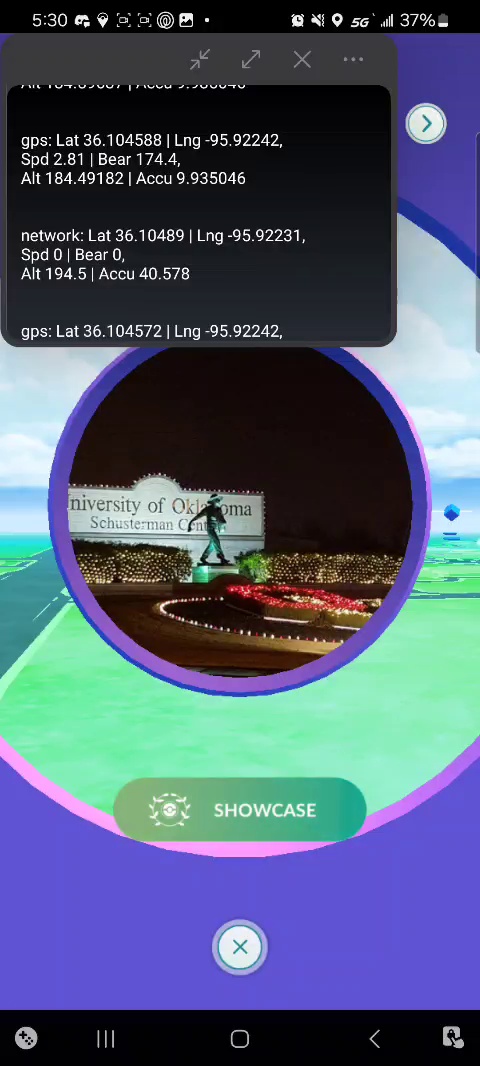 5:30
5G
37%
gps: Lat 36.104588 | Lng -95.92242,
Spd 2.81 | Bear 174.4,
Alt 184.49182 | Accu 9.935046
network: Lat 36.10489 | Lng -95.92231,
Spd 0 | Bear 0,
Alt 194.5 | Accu 40.578
gps: Lat 36.104572 | Lng -95.92242,
niversity of Oklahoma
Schusterman Center
SHOWCASE